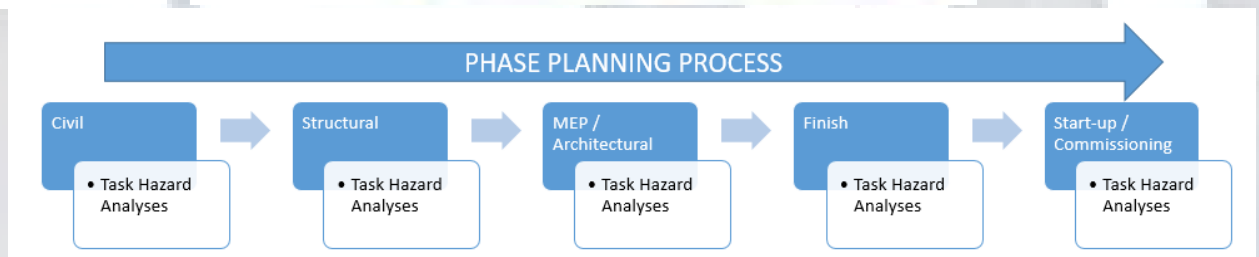 PHASE PLANNING PROCESS
Civil
• Task Hazard
Analyses
Structural
• Task Hazard
Analyses
MEP /
Architectural
• Task Hazard
Analyses
Finish
• Task Hazard
Analyses
Start-up /
Commissioning
• Task Hazard
Analyses